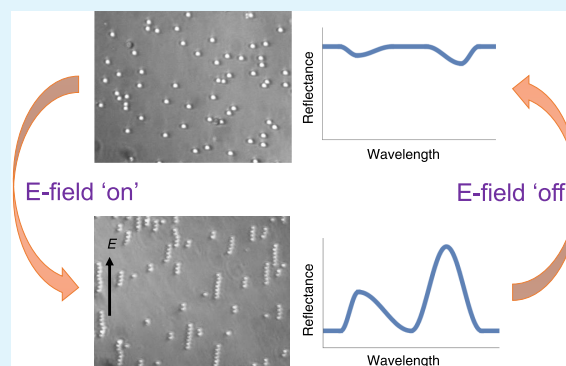 Reflectance
Wavelength
E-field 'on'
E-field 'off'
E
Reflectance
Wavelength